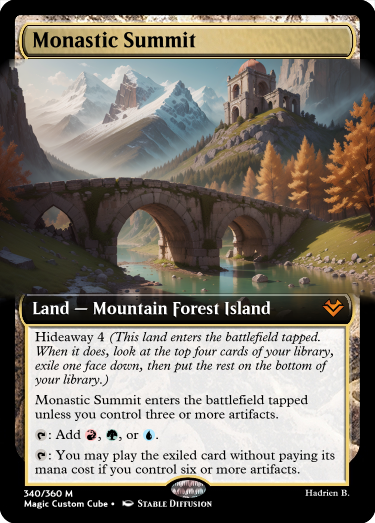 Monastic Summit
Land — Mountain Forest Island
Hideaway 4 (This land enters the battlefield tapped.
When it does, look at the top four cards of your library,
exile one face down, then put the rest on the bottom
of your library.)
Monastic Summit enters the battlefield tapped
unless you control three or more artifacts.
: Add , , or .
: You may play the exiled card without paying its
mana cost if you control six or more artifacts.
340/360 M
Hadrien B.
Magic Custom Cube • Stable Diffusion